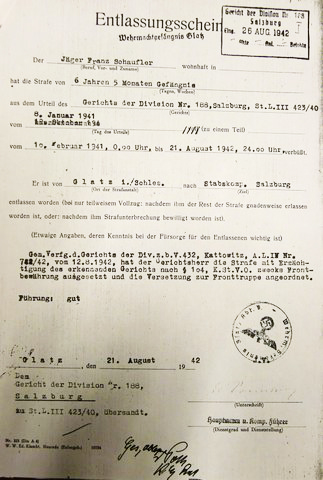 Entlassungsschein
Wehrmachtgefängnis Glatz
Gericht der Division Nr. 188
Salzburg
Eing. 26 AUG. 1942
Der Jäger Franz Schaufler wohnhaft in
(Beruf, Vor- und Zuname)
hat die Strafe von 6 Jahren 5 Monaten Gefängnis
(Tagen, Wochen)
aus dem Urteil des Gerichts der Division Nr. 188, Salzburg, St.L.III 423/40
(Gerichts)
8. Januar 1941
vom
(Tag des Urteils) (zu einem Teil)
vom 10. Februar 1941, 0,00 Uhr, bis 21. August 1942, 24.00 Uhr, verbüßt.
Er ist von Glatz i./Schles. nach Stabskomp. Salzburg
(Ort der Strafanstalt) (Ziel)
entlassen worden (bei nur teilweisem Vollzug: nachdem ihm der Rest der Strafe gnadenweise erlassen
worden ist, oder: nachdem ihm Strafunterbrechung bewilligt worden ist).
(Etwaige Angaben, deren Kenntnis bei der Fürsorge für den Entlassenen wichtig ist)
Gem.Verfg.d.Gerichts der Div.z.b.V.432, Kattowitz, A.L.IV Nr.
/42, vom 12.8.1942, hat der Gerichtsherr die Strafe mit Ermäch-
tigung des erkennenden Gerichts nach § 104, K.St.V.O. zwecks Front-
bewährung ausgesetzt und die Versetzung zur Fronttruppe angeordnet.
Führung: gut
Glatz, den 21. August 1942
Dem
Gericht der Division Nr. 188,
Salzburg
zu St.L.III 423/40, übersandt.
(Unterschrift)
Hauptmann u. Komp. Führer
(Dienstgrad und Dienststellung)